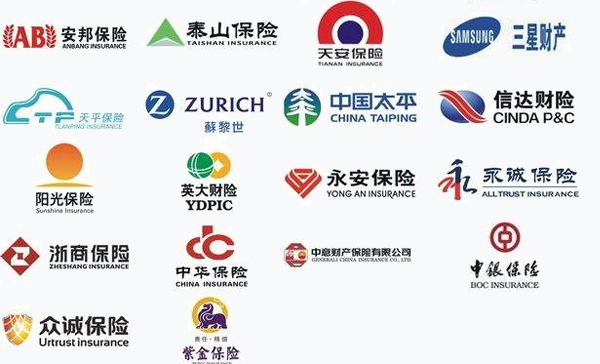 AB 安邦保险
ANBANG INSURANCE
泰山保险
TAISHAN INSURANCE
天安保险
TIANAN INSURANCE
SAMSUNG 三星财产
CTP 天平保险
TIANPING INSURANCE
Z ZURICH®
蘇黎世
中国太平
CHINA TAIPING
信达财险
CINDA P&C
阳光保险
Sunshine Insurance
英大财险
YDPIC
永安保险
YONG AN INSURANCE
永诚保险
ALLTRUST INSURANCE
浙商保险
ZHESHANG INSURANCE
中华保险
CHINA INSURANCE
中意财产保险有限公司
GENERALI CHINA INSURANCE CO., LTD.
中银保险
BOC INSURANCE
众诚保险
Urtrust insurance
责任·精细
紫金保险